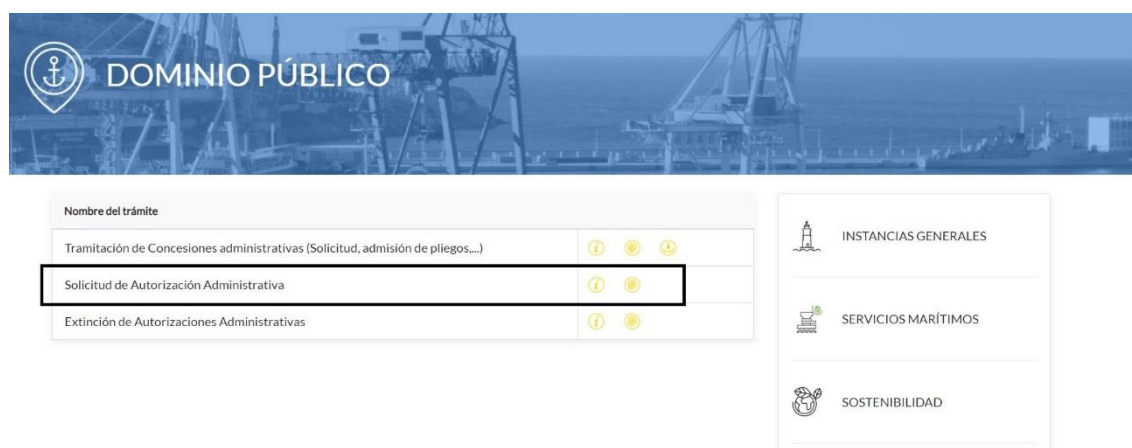 DOMINIO PÚBLICO
Nombre del trámite
Tramitación de Concesiones administrativas (Solicitud, admisión de pliegos,...)
Solicitud de Autorización Administrativa
Extinción de Autorizaciones Administrativas
INSTANCIAS GENERALES
SERVICIOS MARÍTIMOS
SOSTENIBILIDAD